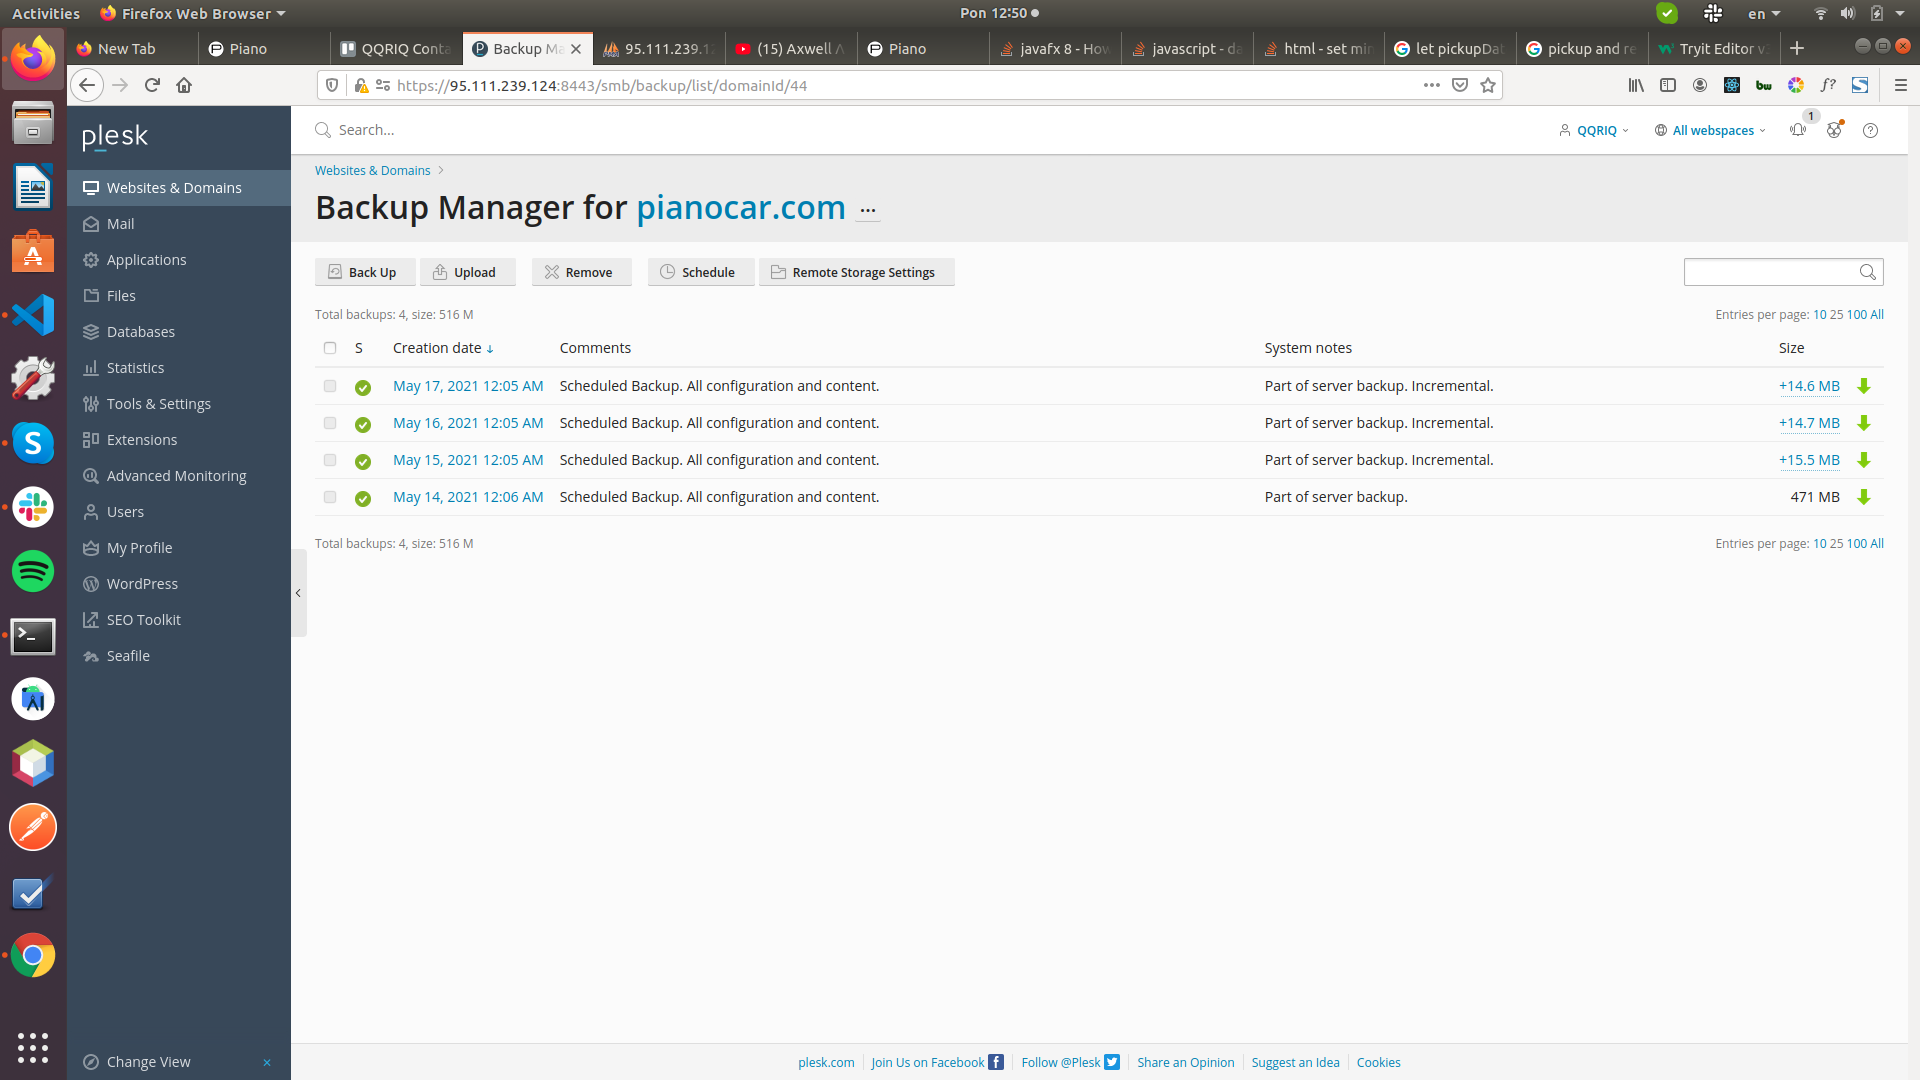 Activities Firefox Web Browser Pon 12:50 en
New Tab Piano QQRIQ Conta Backup Ma 95.111.239.12 (15) Axwell Piano javafx 8 - How javascript - da html - set min let pickupDat pickup and re Tryit Editor v
https://95.111.239.124:8443/smb/backup/list/domainId/44 bw f?
plesk
Search...
QQRIQ All webspaces 1
Websites & Domains
Mail
Applications
Files
Databases
Statistics
Tools & Settings
Extensions
Advanced Monitoring
Users
My Profile
WordPress
SEO Toolkit
Seafile
Change View ×
Websites & Domains >
Backup Manager for pianocar.com ...
Back Up Upload Remove Schedule Remote Storage Settings
Total backups: 4, size: 516 M Entries per page: 10 25 100 All
S Creation date ↓ Comments System notes Size
May 17, 2021 12:05 AM Scheduled Backup. All configuration and content. Part of server backup. Incremental. +14.6 MB
May 16, 2021 12:05 AM Scheduled Backup. All configuration and content. Part of server backup. Incremental. +14.7 MB
May 15, 2021 12:05 AM Scheduled Backup. All configuration and content. Part of server backup. Incremental. +15.5 MB
May 14, 2021 12:06 AM Scheduled Backup. All configuration and content. Part of server backup. 471 MB
Total backups: 4, size: 516 M Entries per page: 10 25 100 All
plesk.com Join Us on Facebook Follow @Plesk Share an Opinion Suggest an Idea Cookies